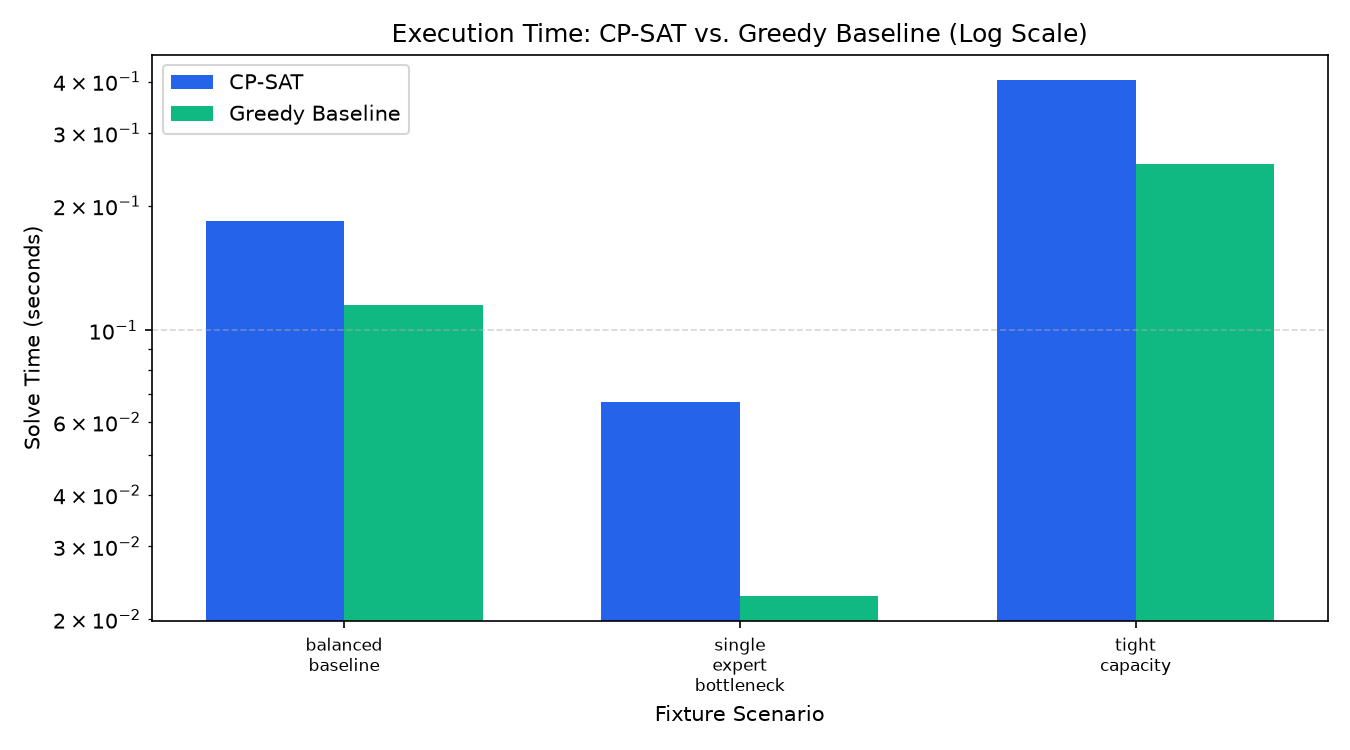 Execution Time: CP-SAT vs. Greedy Baseline (Log Scale)
CP-SAT
Greedy Baseline
Solve Time (seconds)
4 × 10⁻¹
3 × 10⁻¹
2 × 10⁻¹
10⁻¹
6 × 10⁻²
4 × 10⁻²
3 × 10⁻²
2 × 10⁻²
balanced
baseline
single
expert
bottleneck
tight
capacity
Fixture Scenario